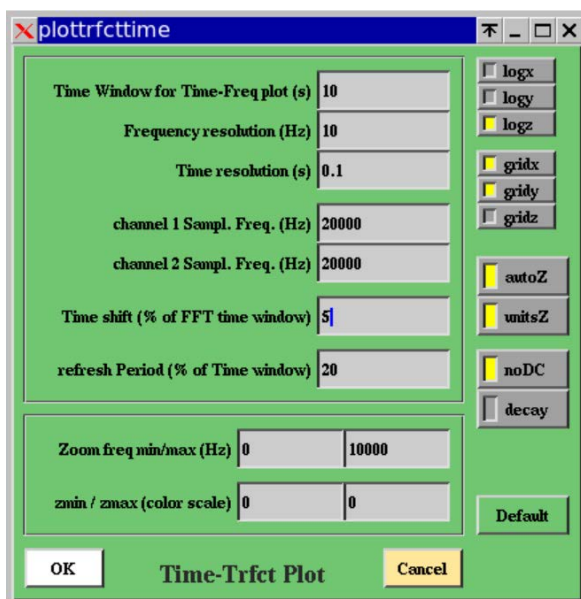 plottrfcttime
Time Window for Time-Freq plot (s) 10
Frequency resolution (Hz) 10
Time resolution (s) 0.1
channel 1 Sampl. Freq. (Hz) 20000
channel 2 Sampl. Freq. (Hz) 20000
Time shift (% of FFT time window) 5
refresh Period (% of Time window) 20
Zoom freq min/max (Hz) 0 10000
zmin / zmax (color scale) 0 0
logx
logy
logz
gridx
gridy
gridz
autoZ
unitsZ
noDC
decay
Default
OK Time-Trfct Plot Cancel